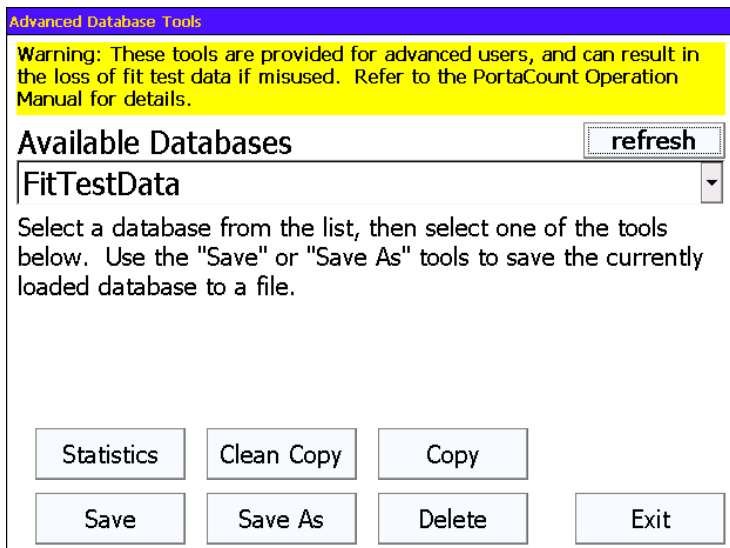 Advanced Database Tools
Warning: These tools are provided for advanced users, and can result in
the loss of fit test data if misused.  Refer to the PortaCount Operation
Manual for details.
Available Databases
refresh
FitTestData
Select a database from the list, then select one of the tools
below.  Use the "Save" or "Save As" tools to save the currently
loaded database to a file.
Statistics
Clean Copy
Copy
Save
Save As
Delete
Exit